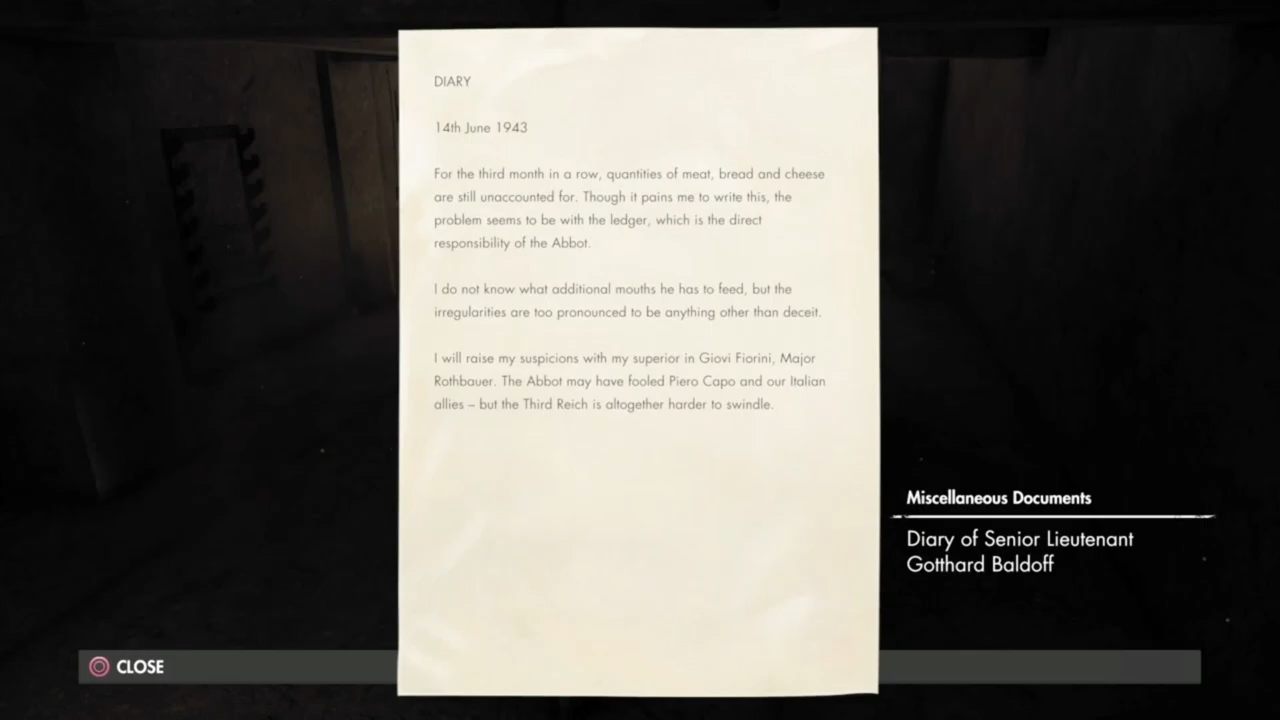 DIARY
14th June 1943
For the third month in a row, quantities of meat, bread and cheese
are still unaccounted for. Though it pains me to write this, the
problem seems to be with the ledger, which is the direct
responsibility of the Abbot.
I do not know what additional mouths he has to feed, but the
irregularities are too pronounced to be anything other than deceit.
I will raise my suspicions with my superior in Giovi Fiorini, Major
Rothbauer. The Abbot may have fooled Piero Capo and our Italian
allies – but the Third Reich is altogether harder to swindle.
Miscellaneous Documents
Diary of Senior Lieutenant
Gotthard Baldoff
CLOSE